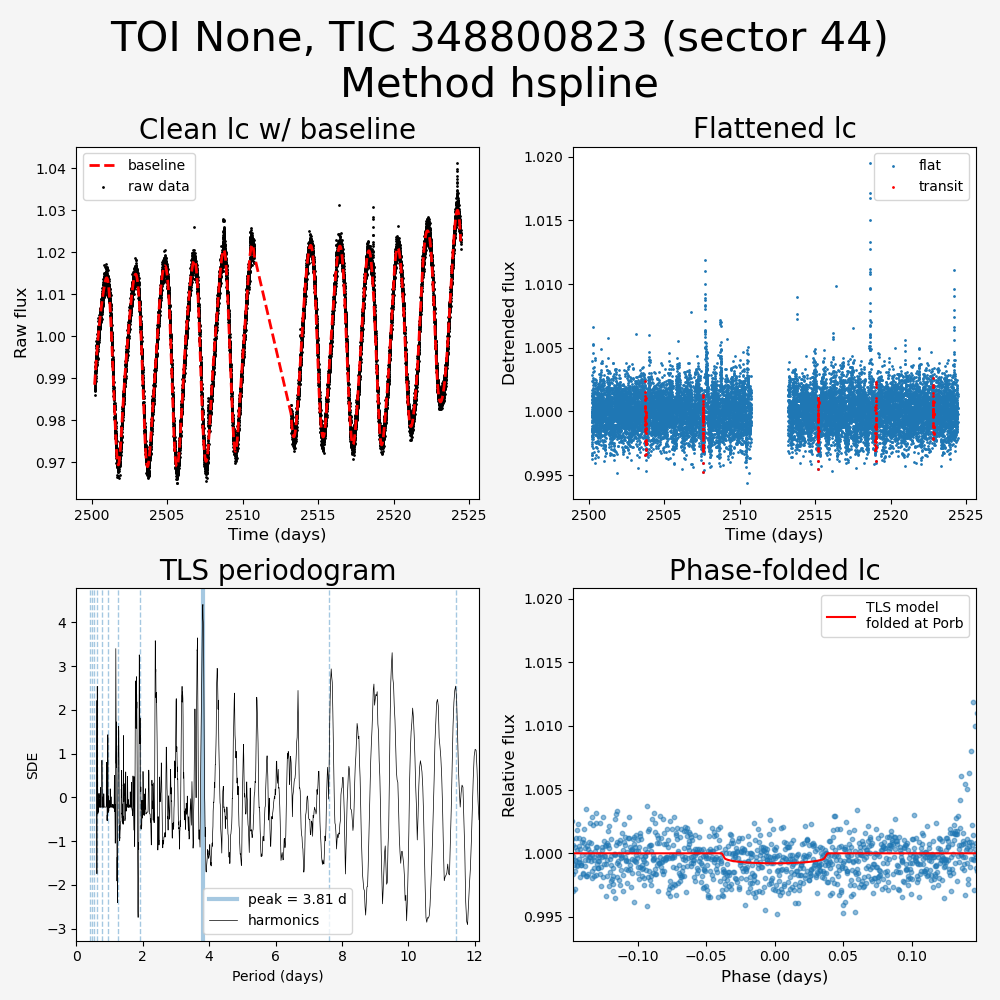 TOI None, TIC 348800823 (sector 44)
Method hspline
Clean lc w/ baseline
baseline
raw data
1.04
1.03
1.02
1.01
1.00
0.99
0.98
0.97
Raw flux
2500
2505
2510
2515
2520
2525
Time (days)
Flattened lc
flat
transit
1.020
1.015
1.010
1.005
1.000
0.995
Detrended flux
2500
2505
2510
2515
2520
2525
Time (days)
TLS periodogram
4
3
2
1
0
−1
−2
−3
SDE
peak = 3.81 d
harmonics
0
2
4
6
8
10
12
Period (days)
Phase-folded lc
TLS model
folded at Porb
1.020
1.015
1.010
1.005
1.000
0.995
Relative flux
−0.10
−0.05
0.00
0.05
0.10
Phase (days)